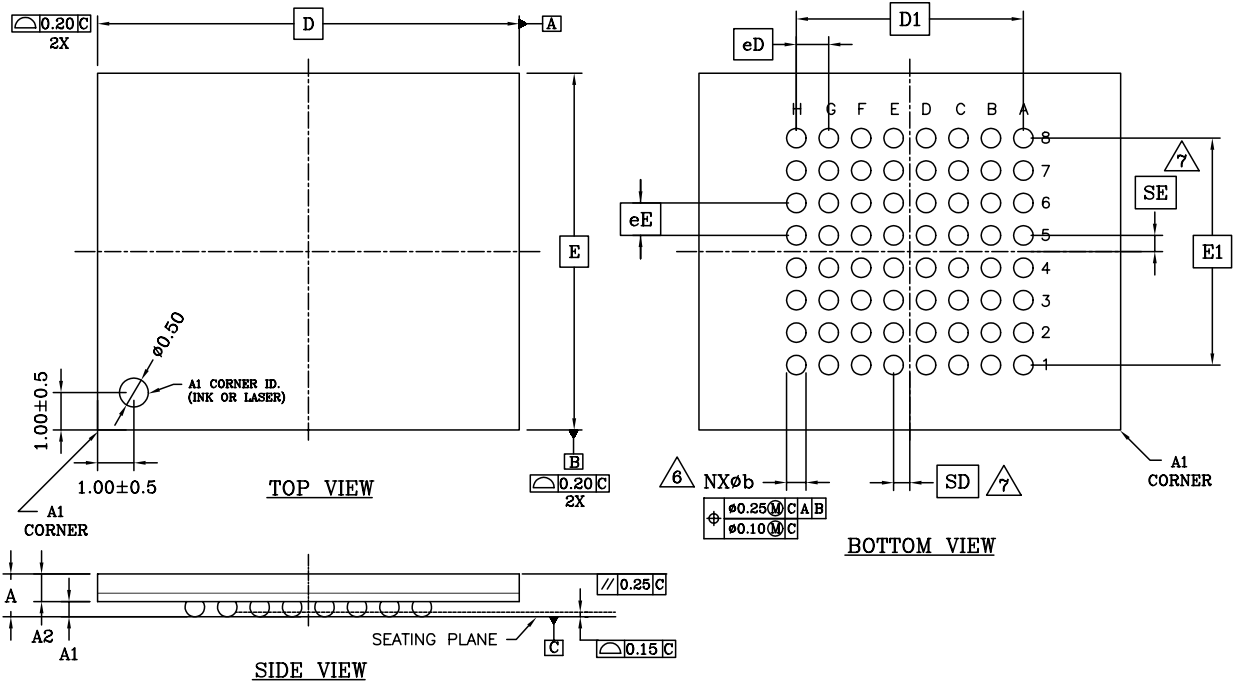 ⌓ 0.20 C
2X
D
A
E
ø0.50
A1 CORNER ID.
(INK OR LASER)
1.00±0.5
1.00±0.5
A1
CORNER
TOP VIEW
B
⌓ 0.20 C
2X
D1
eD
H G F E D C B A
8
7
6
5
4
3
2
1
7
SE
eE
E1
6 NXøb
⌖ ø0.25Ⓜ C A B
ø0.10Ⓜ C
SD 7
A1
CORNER
BOTTOM VIEW
A
A2
A1
// 0.25 C
SEATING PLANE
C
⌓ 0.15 C
SIDE VIEW